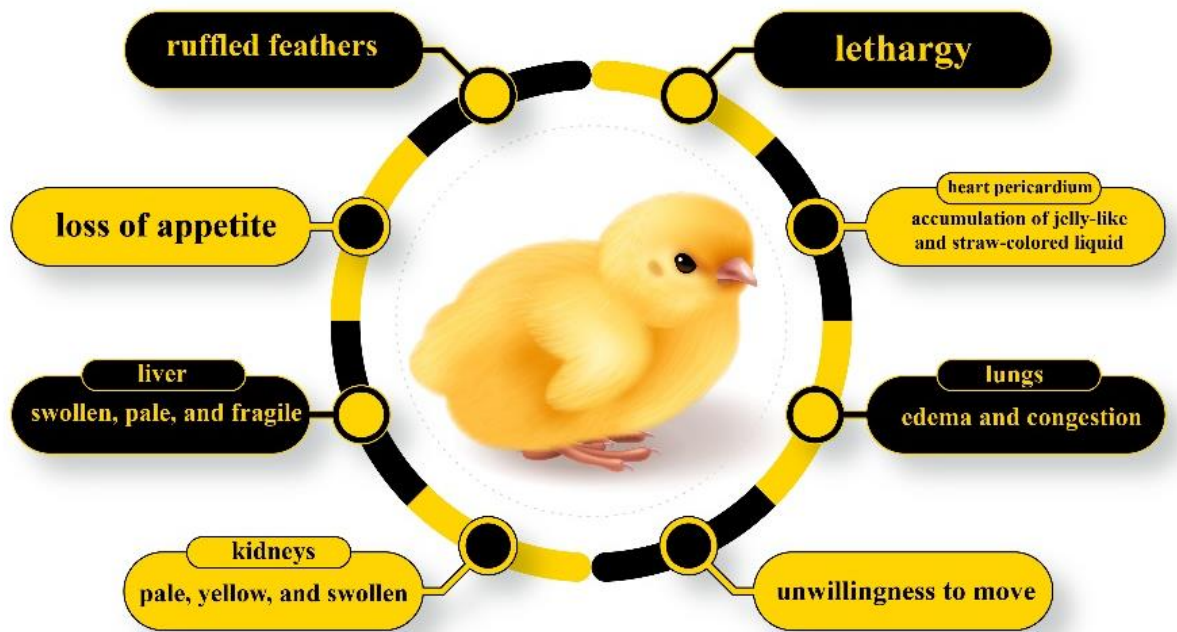 ruffled feathers
lethargy
loss of appetite
heart pericardium
accumulation of jelly-like
and straw-colored liquid
liver
swollen, pale, and fragile
lungs
edema and congestion
kidneys
pale, yellow, and swollen
unwillingness to move